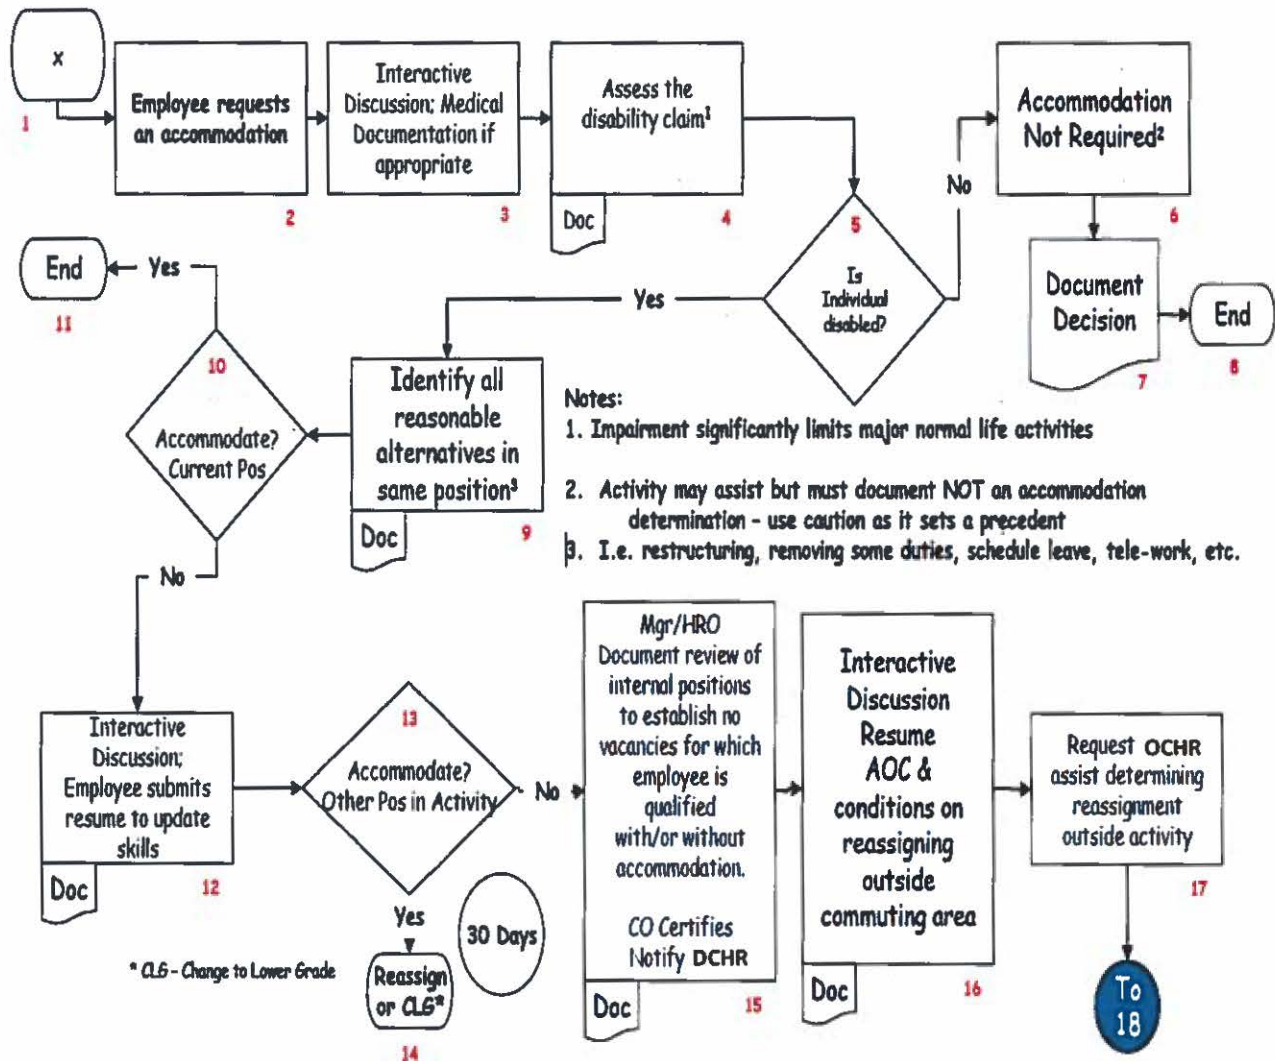 x
1
Employee requests
an accommodation
2
Interactive
Discussion; Medical
Documentation if
appropriate
3
Assess the
disability claim¹
Doc
4
5
Is
Individual
disabled?
No
Accommodation
Not Required²
6
Document
Decision
7
End
8
Yes
Identify all
reasonable
alternatives in
same position³
Doc
9
10
Accommodate?
Current Pos
Yes
End
11
No
Notes:
1. Impairment significantly limits major normal life activities
2. Activity may assist but must document NOT an accommodation
determination - use caution as it sets a precedent
3. I.e. restructuring, removing some duties, schedule leave, tele-work, etc.
Interactive
Discussion;
Employee submits
resume to update
skills
Doc
12
13
Accommodate?
Other Pos in Activity
Yes
Reassign
or CLG*
14
30 Days
* CLG - Change to Lower Grade
No
Mgr/HRO
Document review of
internal positions
to establish no
vacancies for which
employee is
qualified
with/or without
accommodation.
CO Certifies
Notify DCHR
Doc
15
Interactive
Discussion
Resume
AOC &
conditions on
reassigning
outside
commuting area
Doc
16
Request OCHR
assist determining
reassignment
outside activity
17
To
18